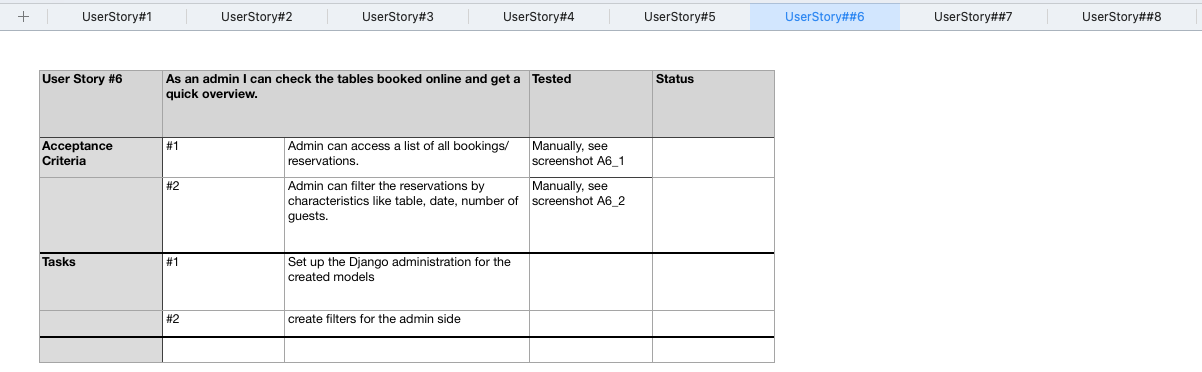 + UserStory#1 UserStory#2 UserStory#3 UserStory#4 UserStory#5 UserStory##6 UserStory##7 UserStory##8
User Story #6
As an admin I can check the tables booked online and get a
quick overview.
Tested
Status
Acceptance
Criteria
#1
Admin can access a list of all bookings/
reservations.
Manually, see
screenshot A6_1
#2
Admin can filter the reservations by
characteristics like table, date, number of
guests.
Manually, see
screenshot A6_2
Tasks
#1
Set up the Django administration for the
created models
#2
create filters for the admin side